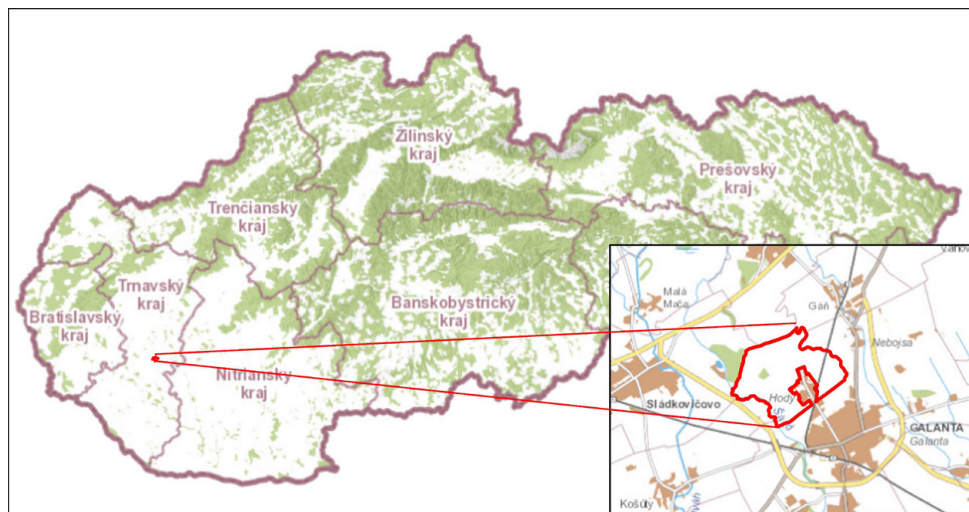 Žilinský
kraj
Prešovský
kraj
Trenčiansky
kraj
Trnavský
kraj
Bratislavský
kraj
Banskobystrický
kraj
Nitriansky
kraj
Malá
Mača
Gáň
Nebojsa
Hody
Sládkovičovo
GALANTA
Galanta
Košúty